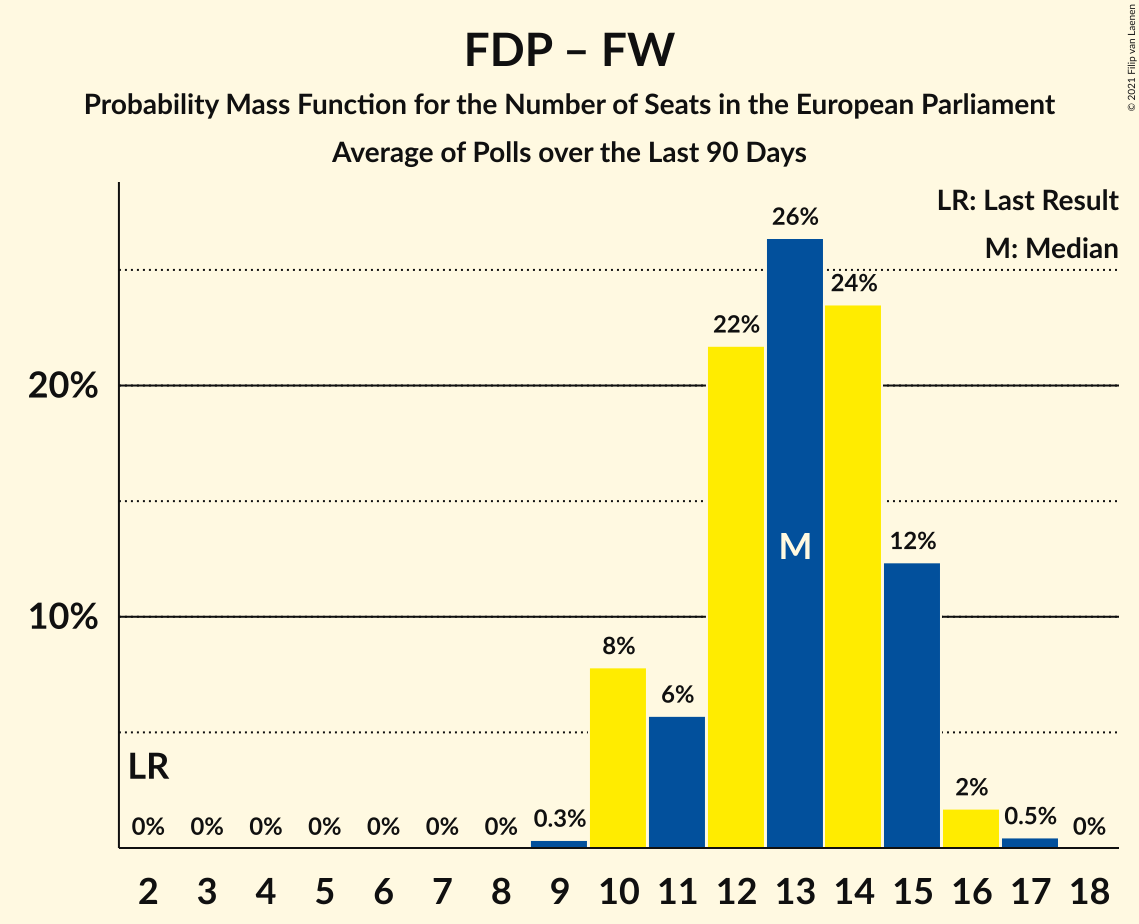 FDP – FW
Probability Mass Function for the Number of Seats in the European Parliament
Average of Polls over the Last 90 Days
© 2021 Filip van Laenen
LR: Last Result
M: Median
26%
24%
22%
20%
M
12%
10%
8%
6%
LR
2%
0% 0% 0% 0% 0% 0% 0% 0.3% 0.5% 0%
2 3 4 5 6 7 8 9 10 11 12 13 14 15 16 17 18